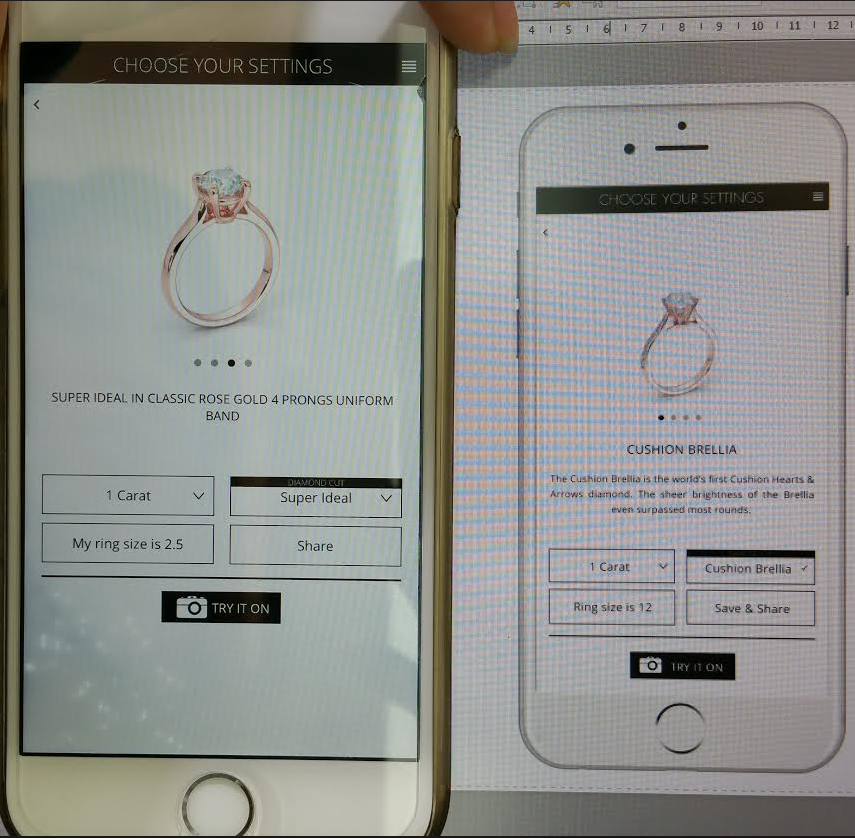 CHOOSE YOUR SETTINGS
SUPER IDEAL IN CLASSIC ROSE GOLD 4 PRONGS UNIFORM
BAND
1 Carat
DIAMOND CUT
Super Ideal
My ring size is 2.5
Share
TRY IT ON
4 5 6 7 8 9 10 11 12
CHOOSE YOUR SETTINGS
CUSHION BRELLIA
The Cushion Brellia is the world's first Cushion Hearts &
Arrows diamond. The sheer brightness of the Brellia
even surpassed most rounds.
1 Carat
Cushion Brellia
Ring size is 12
Save & Share
TRY IT ON